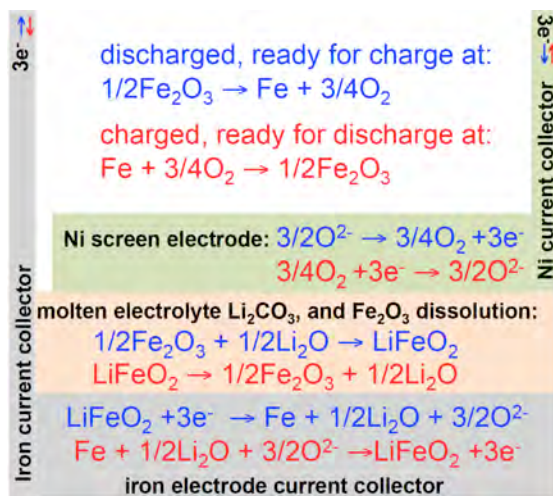 3e⁻
3e⁻
discharged, ready for charge at:
1/2Fe₂O₃ → Fe + 3/4O₂
charged, ready for discharge at:
Fe + 3/4O₂ → 1/2Fe₂O₃
Ni current collector
Ni screen electrode: 3/2O²⁻ → 3/4O₂ +3e⁻
3/4O₂ +3e⁻ → 3/2O²⁻
Iron current collector
molten electrolyte Li₂CO₃, and Fe₂O₃ dissolution:
1/2Fe₂O₃ + 1/2Li₂O → LiFeO₂
LiFeO₂ → 1/2Fe₂O₃ + 1/2Li₂O
LiFeO₂ +3e⁻ → Fe + 1/2Li₂O + 3/2O²⁻
Fe + 1/2Li₂O + 3/2O²⁻ →LiFeO₂ +3e⁻
iron electrode current collector